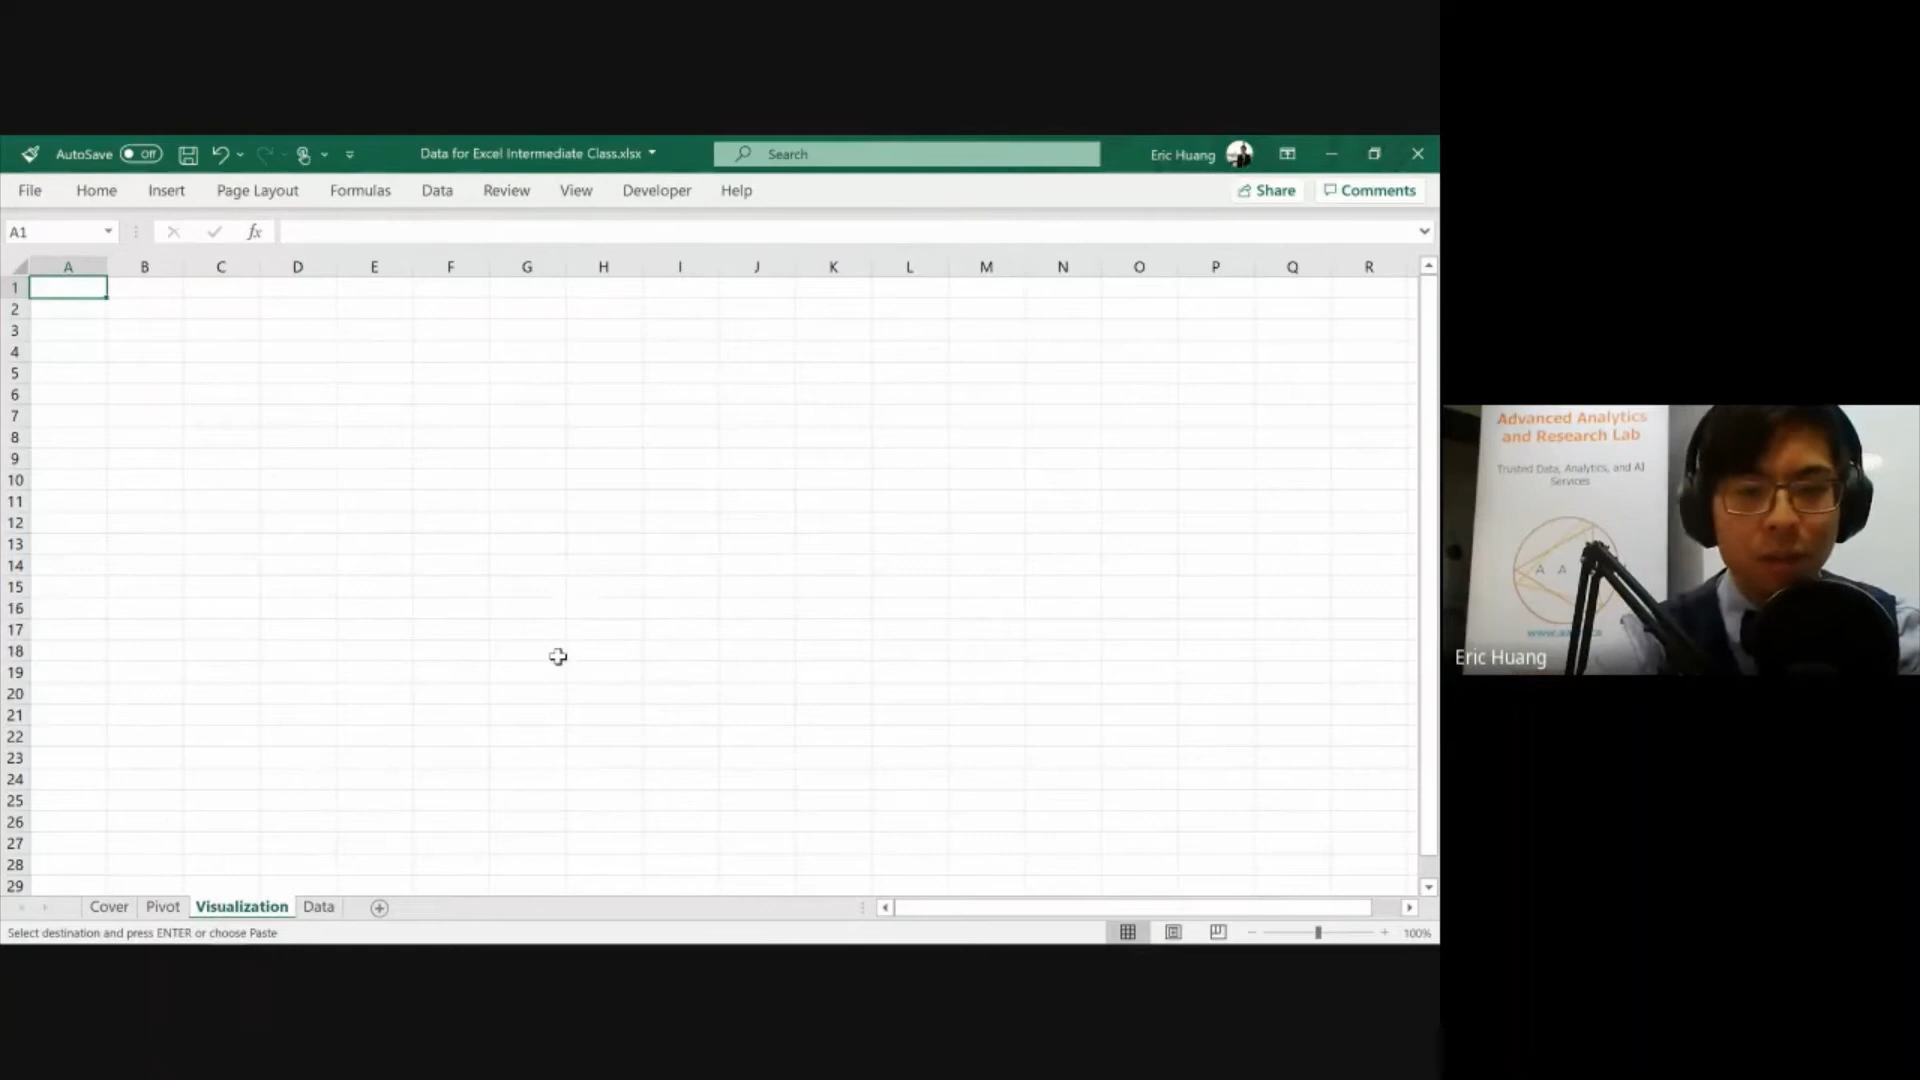 AutoSave Off Data for Excel Intermediate Class.xlsx Search Eric Huang
File Home Insert Page Layout Formulas Data Review View Developer Help Share Comments
A1 fx
A B C D E F G H I J K L M N O P Q R
1
2
3
4
5
6
7
8
9
10
11
12
13
14
15
16
17
18
19
20
21
22
23
24
25
26
27
28
29
Cover Pivot Visualization Data
Select destination and press ENTER or choose Paste 100%
Advanced Analytics
and Research Lab
Trusted Data, Analytics, and AI
Services
A A
Eric Huang